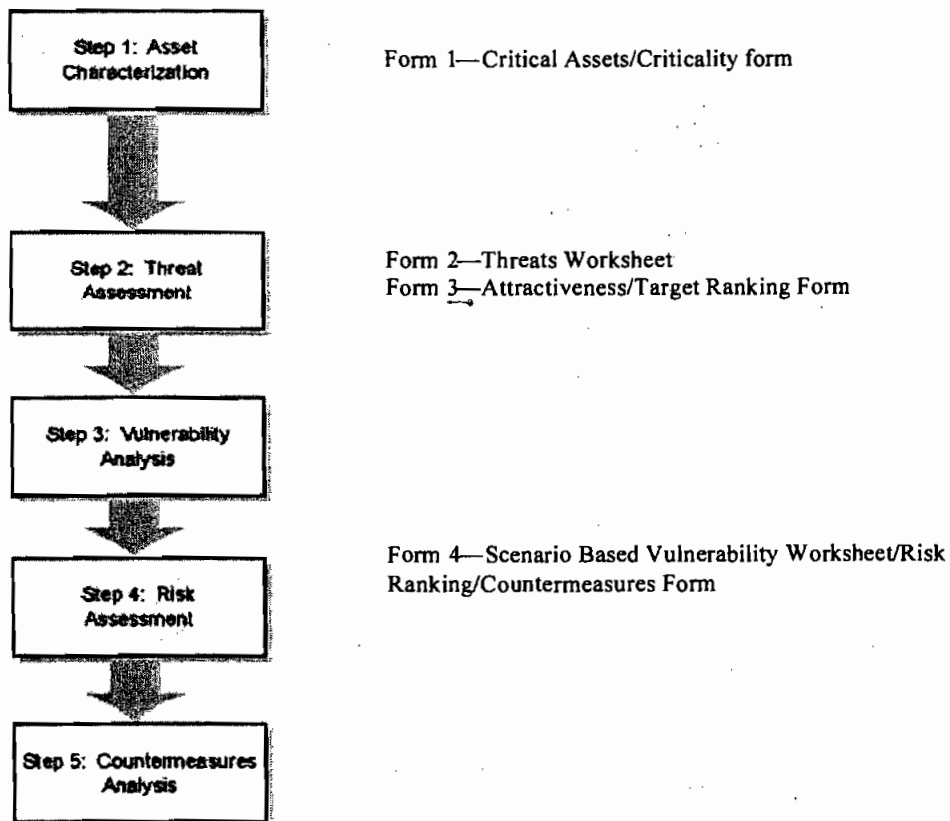 Step 1: Asset
Characterization
Form 1—Critical Assets/Criticality form
Step 2: Threat
Assessment
Form 2—Threats Worksheet
Form 3—Attractiveness/Target Ranking Form
Step 3: Vulnerability
Analysis
Step 4: Risk
Assessment
Form 4—Scenario Based Vulnerability Worksheet/Risk
Ranking/Countermeasures Form
Step 5: Countermeasures
Analysis